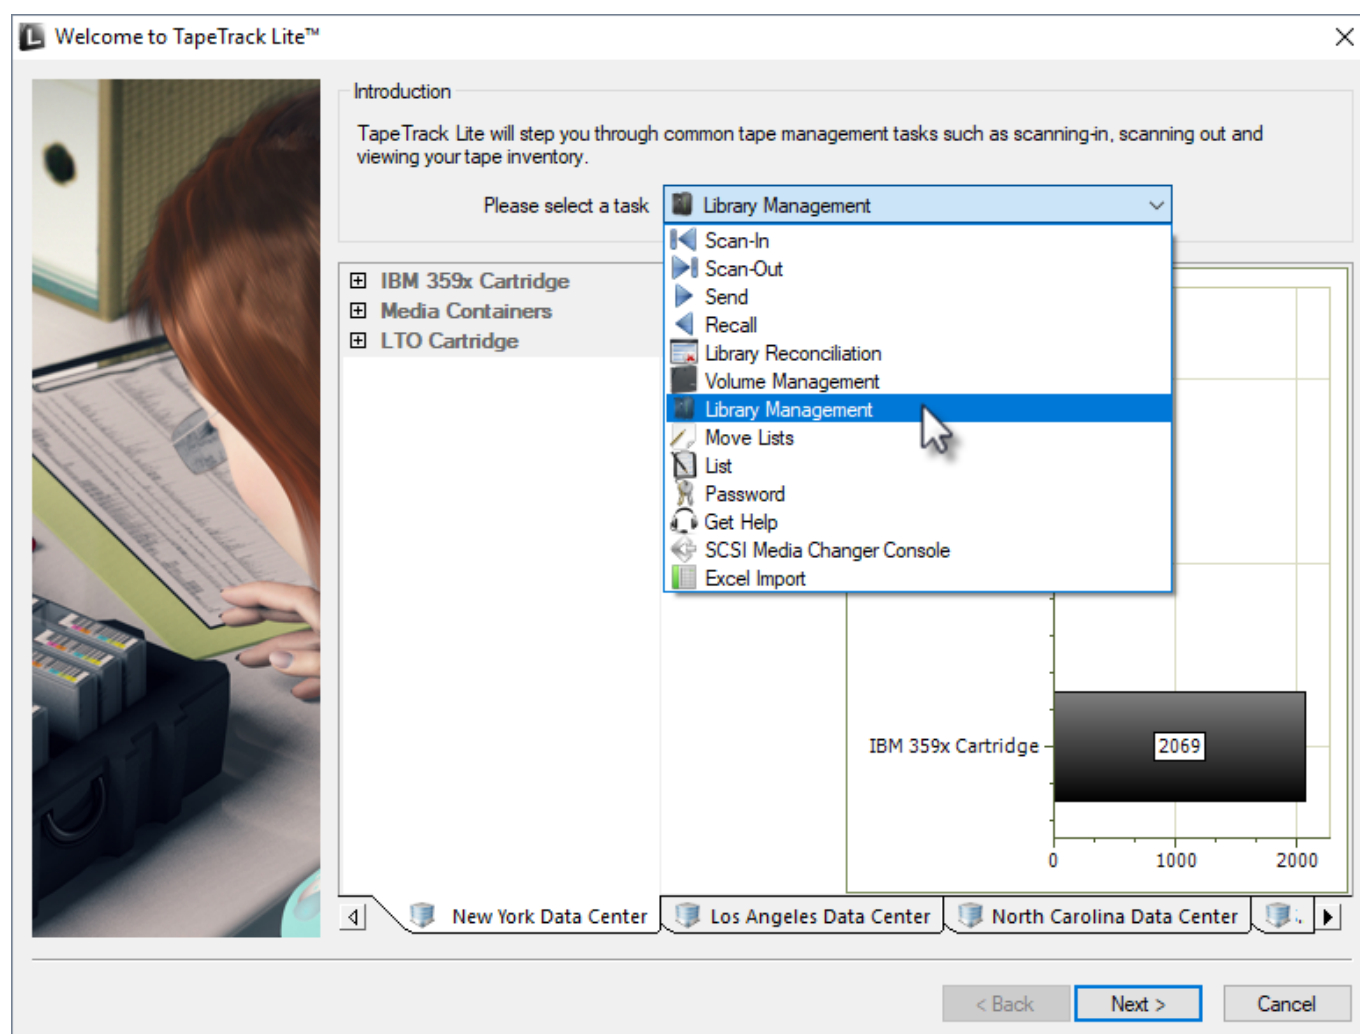 Welcome to TapeTrack Lite™
Introduction
TapeTrack Lite will step you through common tape management tasks such as scanning-in, scanning out and
viewing your tape inventory.
Please select a task
Library Management
Scan-In
Scan-Out
Send
Recall
Library Reconciliation
Volume Management
Library Management
Move Lists
List
Password
Get Help
SCSI Media Changer Console
Excel Import
IBM 359x Cartridge
Media Containers
LTO Cartridge
IBM 359x Cartridge
2069
0 1000 2000
New York Data Center
Los Angeles Data Center
North Carolina Data Center
< Back
Next >
Cancel